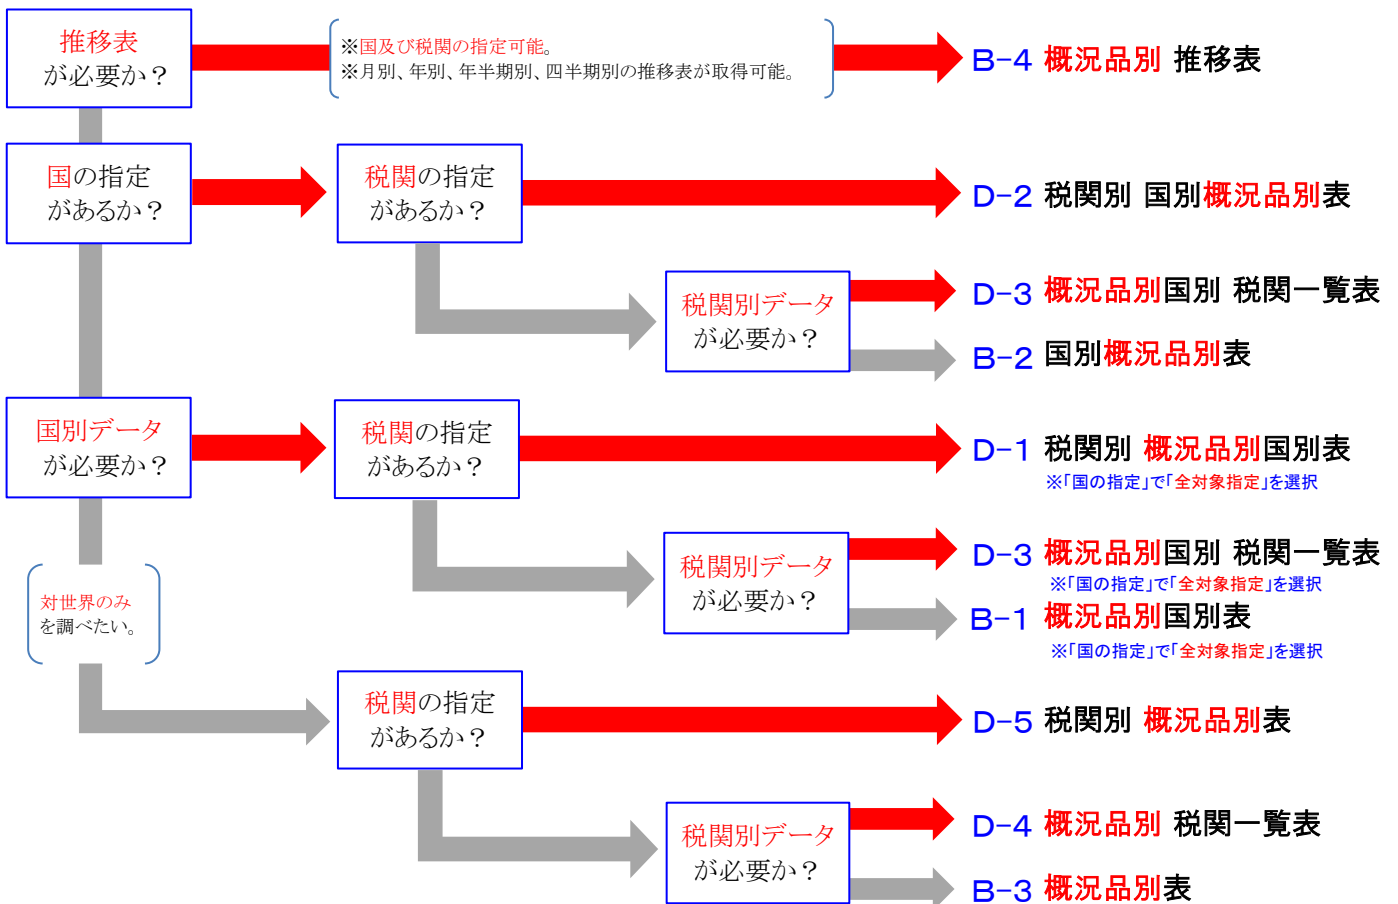 推移表
が必要か？
※国及び税関の指定可能。
※月別、年別、年半期別、四半期別の推移表が取得可能。
B-4 概況品別 推移表
国の指定
があるか？
税関の指定
があるか？
D-2 税関別 国別概況品別表
税関別データ
が必要か？
D-3 概況品別国別 税関一覧表
B-2 国別概況品別表
国別データ
が必要か？
税関の指定
があるか？
D-1 税関別 概況品別国別表
※「国の指定」で「全対象指定」を選択
税関別データ
が必要か？
D-3 概況品別国別 税関一覧表
※「国の指定」で「全対象指定」を選択
B-1 概況品別国別表
※「国の指定」で「全対象指定」を選択
対世界のみ
を調べたい。
税関の指定
があるか？
D-5 税関別 概況品別表
税関別データ
が必要か？
D-4 概況品別 税関一覧表
B-3 概況品別表